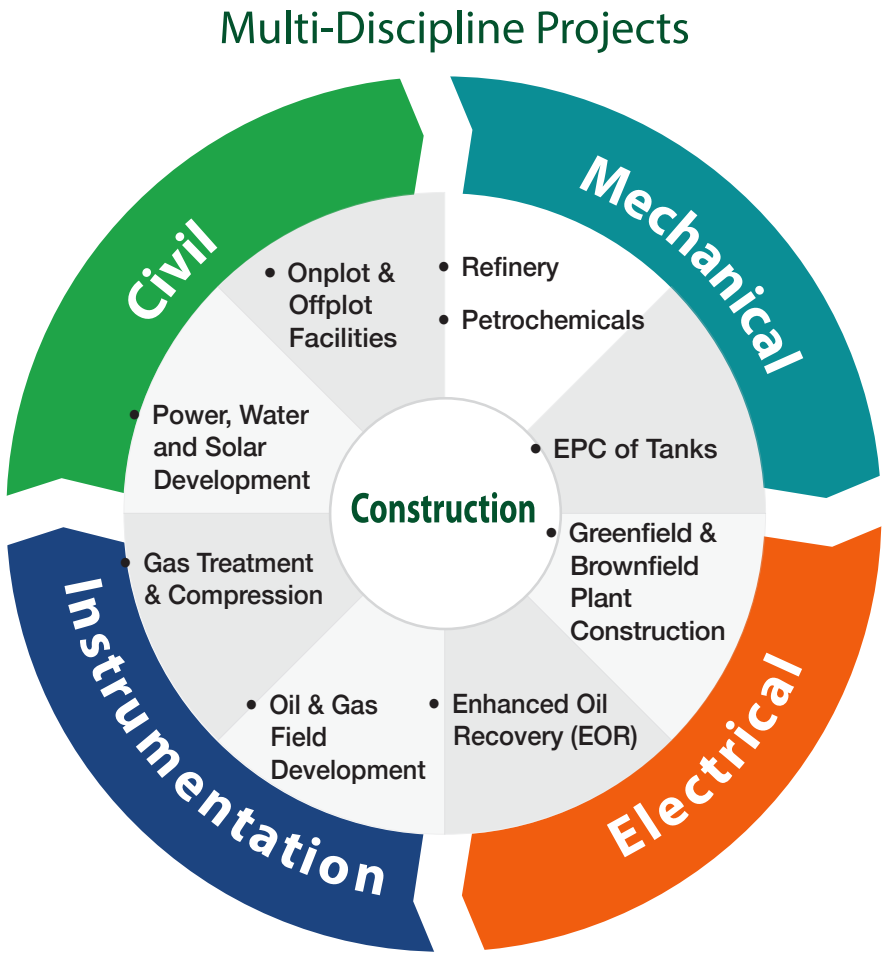 Multi-Discipline Projects
Civil
Mechanical
Electrical
Instrumentation
Construction
• Refinery
• Petrochemicals
• EPC of Tanks
• Greenfield &
Brownfield
Plant
Construction
• Enhanced Oil
Recovery (EOR)
• Oil & Gas
Field
Development
• Gas Treatment
& Compression
• Power, Water
and Solar
Development
• Onplot &
Offplot
Facilities